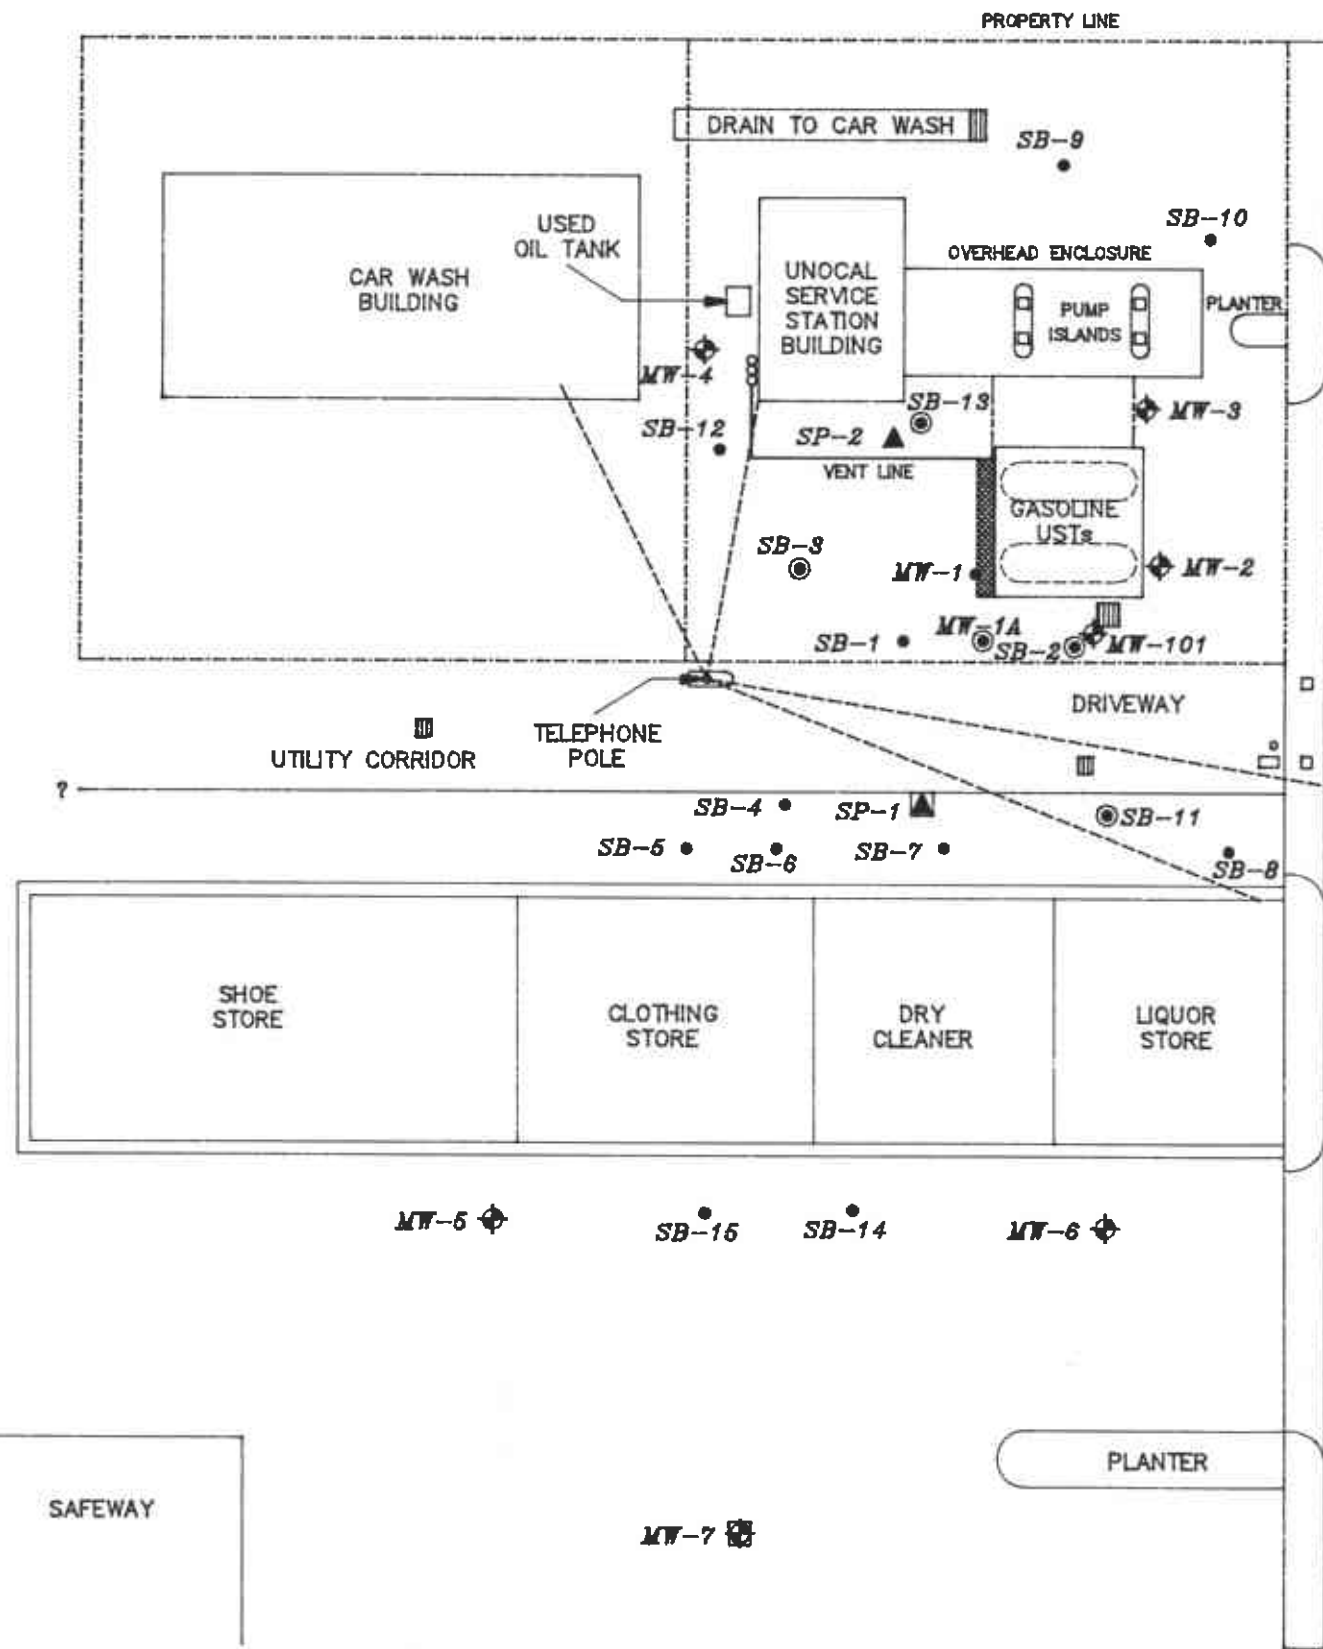 PROPERTY LINE
DRAIN TO CAR WASH
SB-9
SB-10
USED
OIL TANK
CAR WASH
BUILDING
UNOCAL
SERVICE
STATION
BUILDING
OVERHEAD ENCLOSURE
PUMP
ISLANDS
PLANTER
MW-4
SB-12
SP-2
SB-13
MW-3
VENT LINE
GASOLINE
USTs
SB-3
MW-1
MW-2
SB-1
MW-1A
SB-2
MW-101
DRIVEWAY
TELEPHONE
POLE
UTILITY CORRIDOR
?
SB-4
SP-1
SB-11
SB-5
SB-6
SB-7
SB-8
SHOE
STORE
CLOTHING
STORE
DRY
CLEANER
LIQUOR
STORE
MW-5
SB-15
SB-14
MW-6
PLANTER
SAFEWAY
MW-7